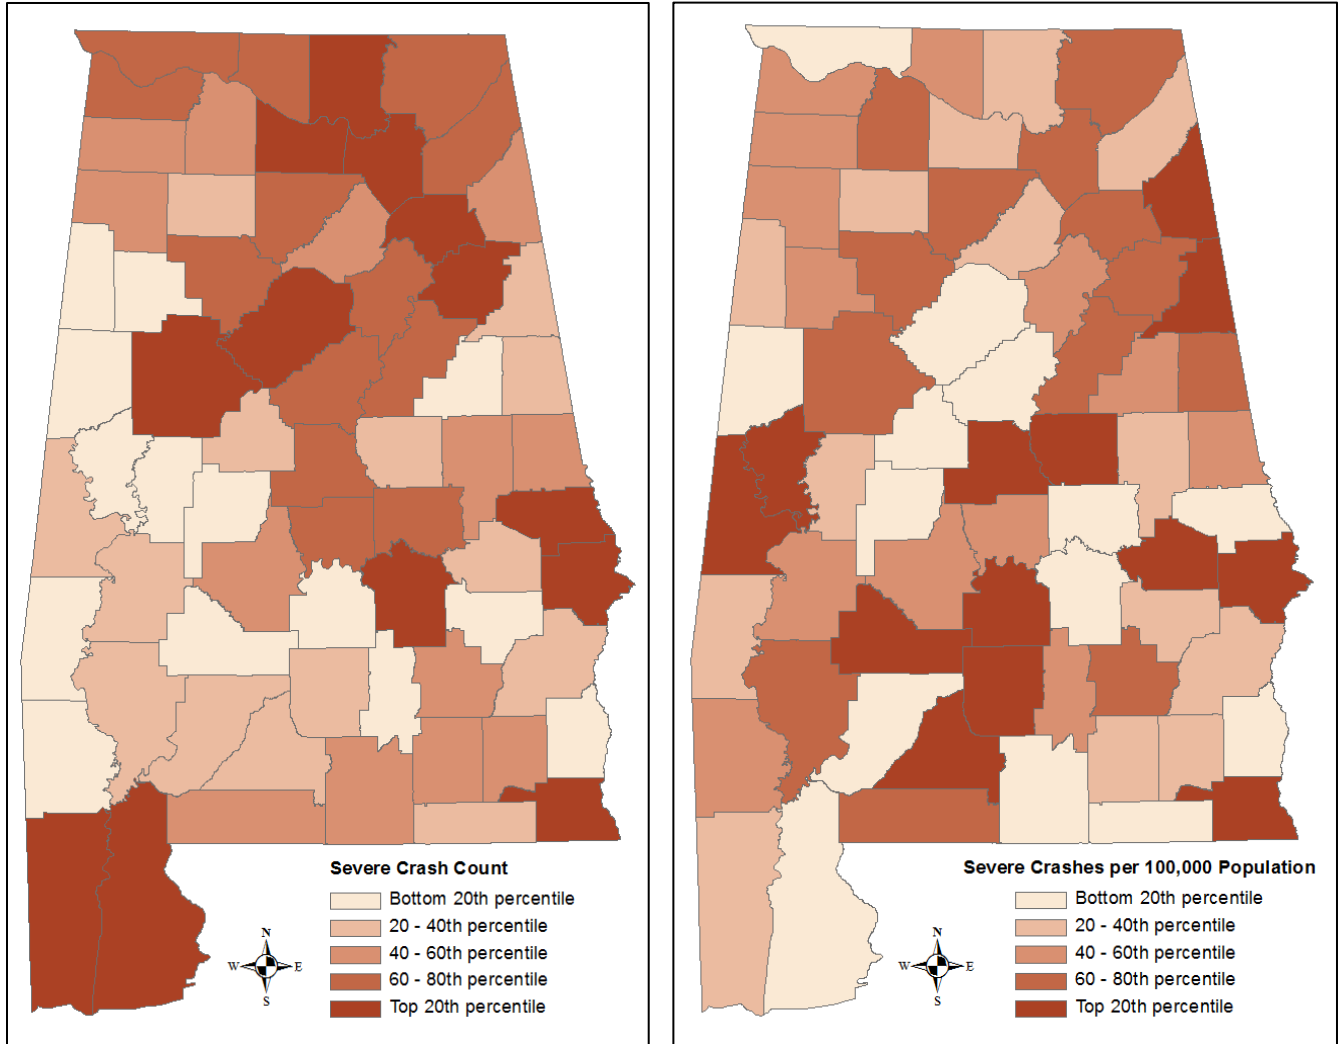 Severe Crash Count
Bottom 20th percentile
20 - 40th percentile
40 - 60th percentile
60 - 80th percentile
Top 20th percentile
N
W E
S
Severe Crashes per 100,000 Population
Bottom 20th percentile
20 - 40th percentile
40 - 60th percentile
60 - 80th percentile
Top 20th percentile
N
W E
S